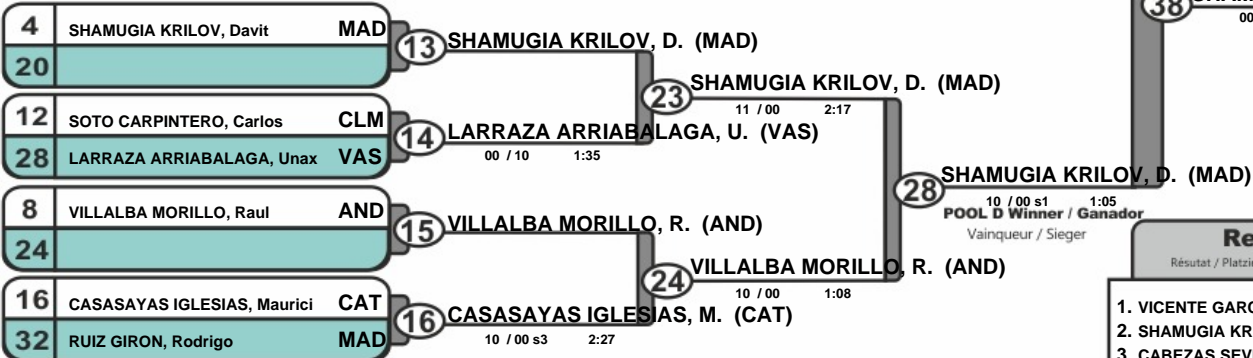 4 SHAMUGIA KRILOV, Davit MAD
20
13 SHAMUGIA KRILOV, D. (MAD)
12 SOTO CARPINTERO, Carlos CLM
28 LARRAZA ARRIABALAGA, Unax VAS
14 LARRAZA ARRIABALAGA, U. (VAS)
00 / 10 1:35
23 SHAMUGIA KRILOV, D. (MAD)
11 / 00 2:17
8 VILLALBA MORILLO, Raul AND
24
15 VILLALBA MORILLO, R. (AND)
16 CASASAYAS IGLESIAS, Maurici CAT
32 RUIZ GIRON, Rodrigo MAD
16 CASASAYAS IGLESIAS, M. (CAT)
10 / 00 s3 2:27
24 VILLALBA MORILLO, R. (AND)
10 / 00 1:08
28 SHAMUGIA KRILOV, D. (MAD)
10 / 00 s1 1:05
POOL D Winner / Ganador
Vainqueur / Sieger
38
00
Re
Résutat / Platzie
1. VICENTE GARC
2. SHAMUGIA KR
3. CABEZAS SEV